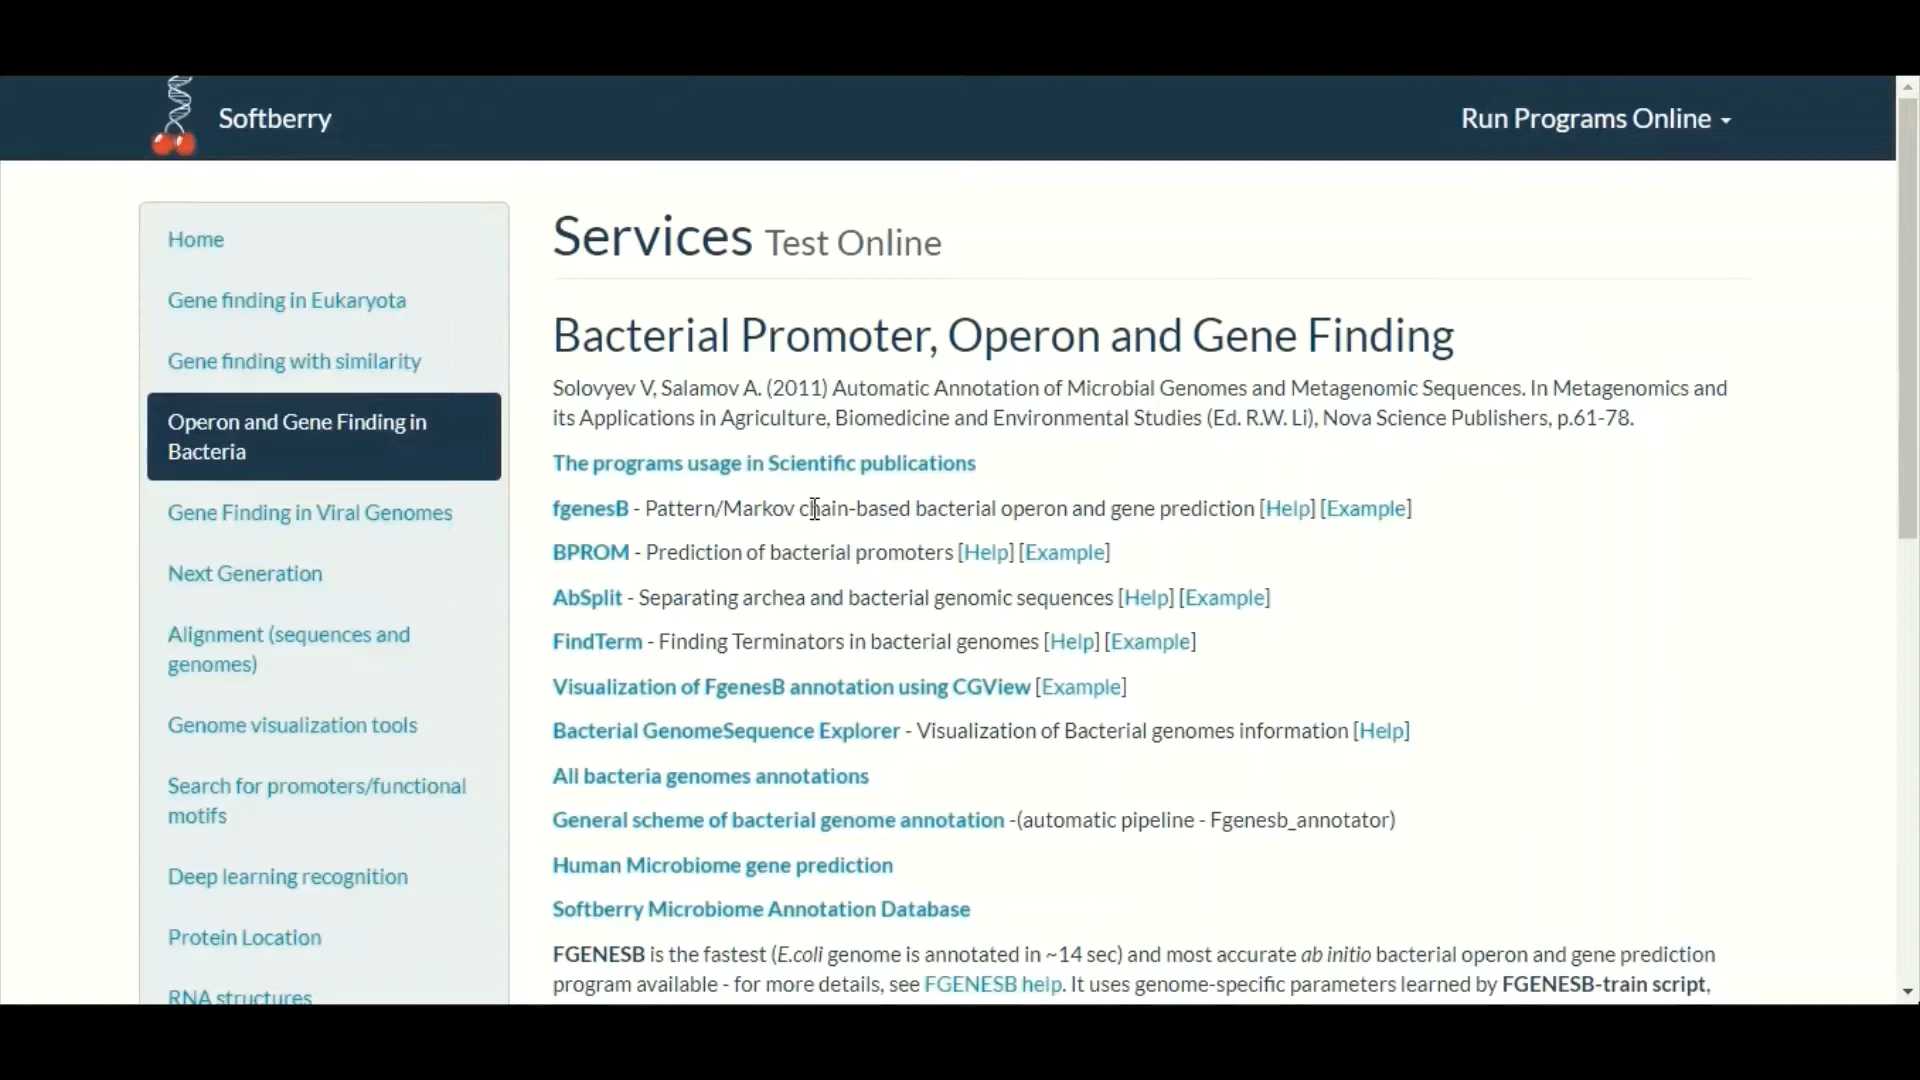 Softberry
Run Programs Online
Home
Gene finding in Eukaryota
Gene finding with similarity
Operon and Gene Finding in
Bacteria
Gene Finding in Viral Genomes
Next Generation
Alignment (sequences and
genomes)
Genome visualization tools
Search for promoters/functional
motifs
Deep learning recognition
Protein Location
RNA structures
Services Test Online
Bacterial Promoter, Operon and Gene Finding
Solovyev V, Salamov A. (2011) Automatic Annotation of Microbial Genomes and Metagenomic Sequences. In Metagenomics and
its Applications in Agriculture, Biomedicine and Environmental Studies (Ed. R.W. Li), Nova Science Publishers, p.61-78.
The programs usage in Scientific publications
fgenesB - Pattern/Markov chain-based bacterial operon and gene prediction [Help] [Example]
BPROM - Prediction of bacterial promoters [Help] [Example]
AbSplit - Separating archea and bacterial genomic sequences [Help] [Example]
FindTerm - Finding Terminators in bacterial genomes [Help] [Example]
Visualization of FgenesB annotation using CGView [Example]
Bacterial GenomeSequence Explorer - Visualization of Bacterial genomes information [Help]
All bacteria genomes annotations
General scheme of bacterial genome annotation -(automatic pipeline - Fgenesb_annotator)
Human Microbiome gene prediction
Softberry Microbiome Annotation Database
FGENESB is the fastest (E.coli genome is annotated in ~14 sec) and most accurate ab initio bacterial operon and gene prediction
program available - for more details, see FGENESB help. It uses genome-specific parameters learned by FGENESB-train script,